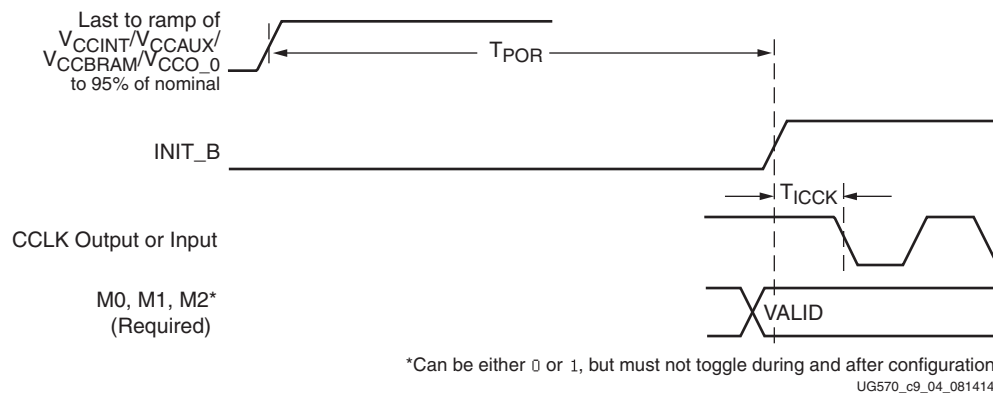 Last to ramp of
VCCINT/VCCAUX/
VCCBRAM/VCCO_0
to 95% of nominal
TPOR
INIT_B
TICCK
CCLK Output or Input
M0, M1, M2*
(Required)
VALID
*Can be either 0 or 1, but must not toggle during and after configuration
UG570_c9_04_081414